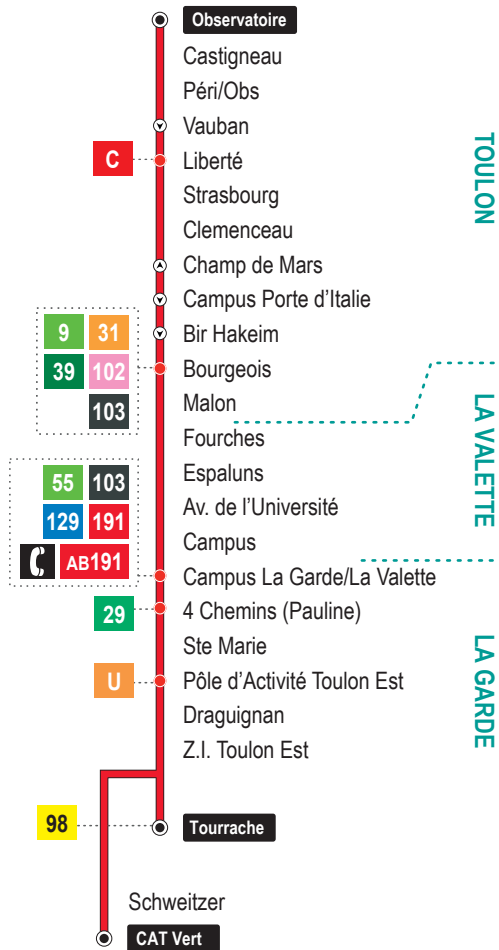 Observatoire
Castigneau
Péri/Obs
Vauban
C
Liberté
Strasbourg
Clemenceau
Champ de Mars
Campus Porte d'Italie
Bir Hakeim
9 31
39 102
103
Bourgeois
Malon
Fourches
Espaluns
Av. de l'Université
Campus
55 103
129 191
AB191
Campus La Garde/La Valette
29
4 Chemins (Pauline)
Ste Marie
U
Pôle d'Activité Toulon Est
Draguignan
Z.I. Toulon Est
98
Tourrache
Schweitzer
CAT Vert
TOULON
LA VALETTE
LA GARDE